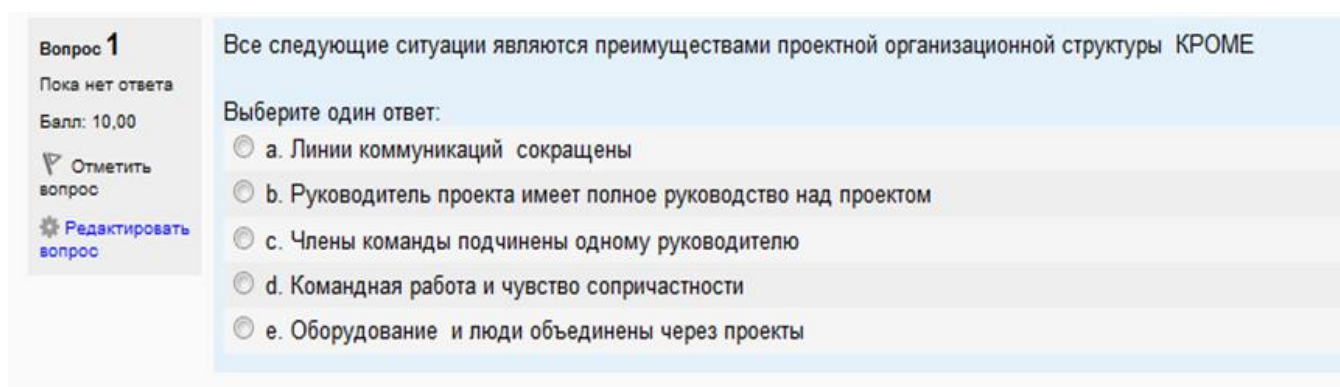 Вопрос 1
Пока нет ответа
Балл: 10,00
Отметить
вопрос
Редактировать
вопрос
Все следующие ситуации являются преимуществами проектной организационной структуры КРОМЕ
Выберите один ответ:
a. Линии коммуникаций сокращены
b. Руководитель проекта имеет полное руководство над проектом
c. Члены команды подчинены одному руководителю
d. Командная работа и чувство сопричастности
e. Оборудование и люди объединены через проекты